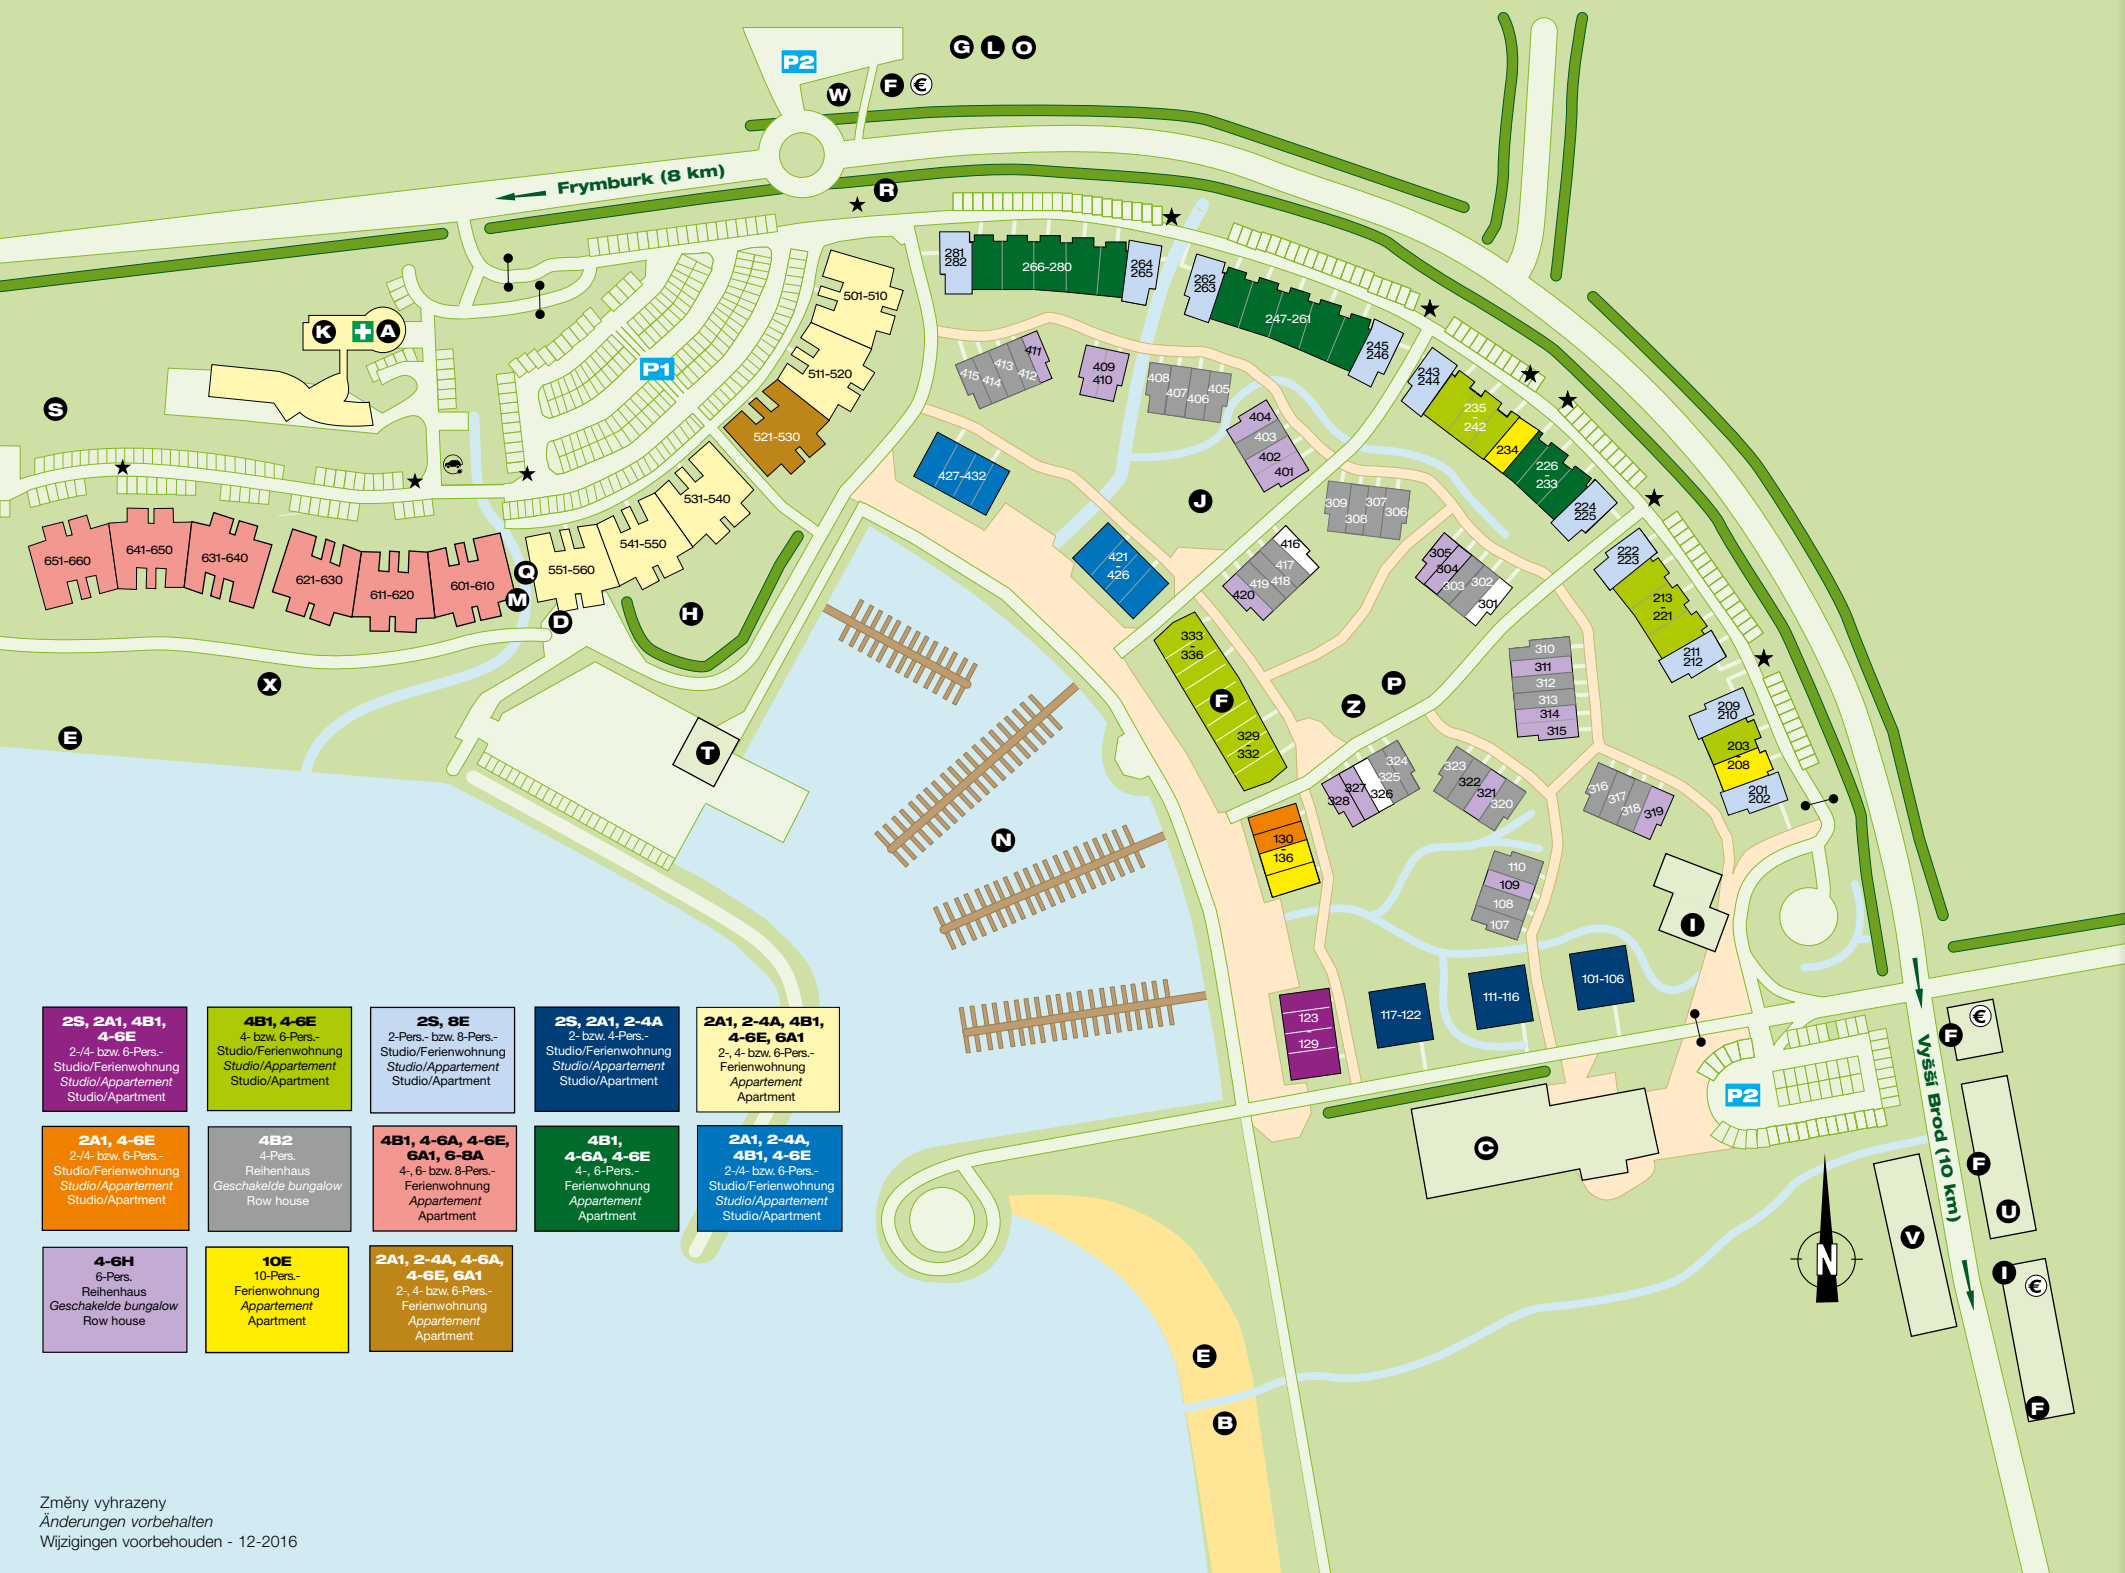 G L O
P2
W
F €
Frymburk (8 km)
R
281
282
266-280
264
265
262
263
247-261
245
246
501-510
K A
P1
511-520
521-530
S
415
414
413
412
411
409
410
408
407
406
405
404
403
402
401
243
244
235
-
242
234
226
-
233
224
225
427-432
J
309
308
307
306
531-540
541-550
551-560
421
-
426
416
417
418
419
420
305
304
303
302
301
222
223
213
-
221
211
212
651-660
641-650
631-640
621-630
611-620
601-610
Q
M
D
H
X
E
T
333
-
336
F
329
-
332
Z
P
310
311
312
313
314
315
209
210
203
-
208
201
202
324
325
326
327
328
323
322
321
320
316
317
318
319
N
130
-
136
110
109
108
107
I
101-106
111-116
117-122
123
-
129
F €
P2
Vyšší Brod (10 km)
C
F
U
V
N
I €
F
E
B
2S, 2A1, 4B1,
4-6E
2-/4- bzw. 6-Pers.-
Studio/Ferienwohnung
Studio/Appartement
Studio/Apartment
4B1, 4-6E
4- bzw. 6-Pers.-
Studio/Ferienwohnung
Studio/Appartement
Studio/Apartment
2S, 8E
2-Pers.- bzw. 8-Pers.-
Studio/Ferienwohnung
Studio/Appartement
Studio/Apartment
2S, 2A1, 2-4A
2- bzw. 4-Pers.-
Studio/Ferienwohnung
Studio/Appartement
Studio/Apartment
2A1, 2-4A, 4B1,
4-6E, 6A1
2-, 4- bzw. 6-Pers.-
Ferienwohnung
Appartement
Apartment
2A1, 4-6E
2-/4- bzw. 6-Pers.-
Studio/Ferienwohnung
Studio/Appartement
Studio/Apartment
4B2
4-Pers.
Reihenhaus
Geschakelde bungalow
Row house
4B1, 4-6A, 4-6E,
6A1, 6-8A
4-, 6- bzw. 8-Pers.-
Ferienwohnung
Appartement
Apartment
4B1,
4-6A, 4-6E
4-, 6-Pers.-
Ferienwohnung
Appartement
Apartment
2A1, 2-4A,
4B1, 4-6E
2-/4- bzw. 6-Pers.-
Studio/Ferienwohnung
Studio/Appartement
Studio/Apartment
4-6H
6-Pers.
Reihenhaus
Geschakelde bungalow
Row house
10E
10-Pers.-
Ferienwohnung
Appartement
Apartment
2A1, 2-4A, 4-6A,
4-6E, 6A1
2-, 4- bzw. 6-Pers.-
Ferienwohnung
Appartement
Apartment
Změny vyhrazeny
Änderungen vorbehalten
Wijzigingen voorbehouden - 12-2016